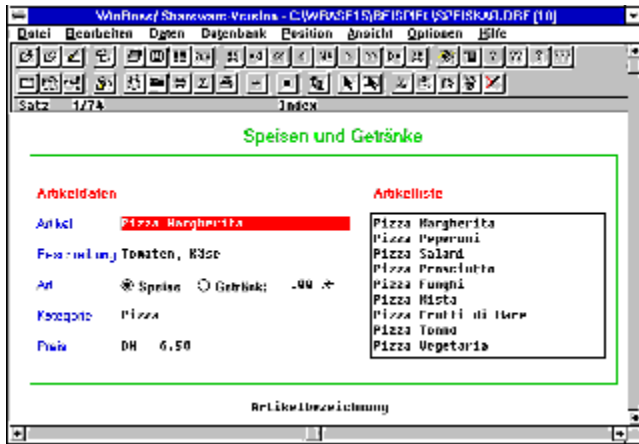 WinBase/ Shareware-Version - C:\WBASE15\BEISPIEL\SPEISKAR.DBF [10]
Datei Bearbeiten Daten Datenbank Position Ansicht Optionen Hilfe
Satz 1/74 Index
Speisen und Getränke
Artikeldaten Artikelliste
Artikel Pizza Margherita
Beschreibung Tomaten, Käse
Art Speise Getränk:
Kategorie Pizza
Preis DM 6.50
Pizza Margherita
Pizza Peperoni
Pizza Salami
Pizza Prosciutto
Pizza Funghi
Pizza Mista
Pizza Frutti di Mare
Pizza Tonno
Pizza Vegetaria
Artikelbezeichnung